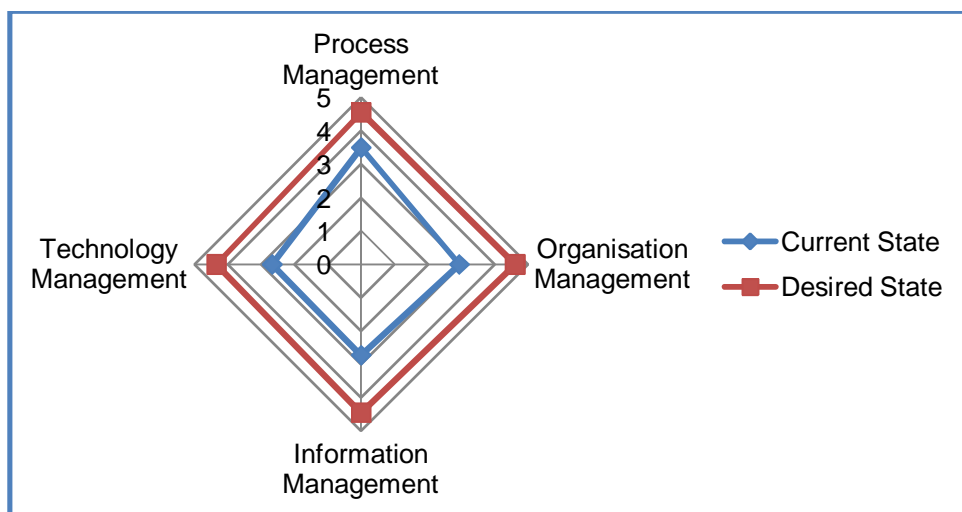 Process
Management
5
4
3
2
1
0
Technology
Management
Organisation
Management
Current State
Desired State
Information
Management